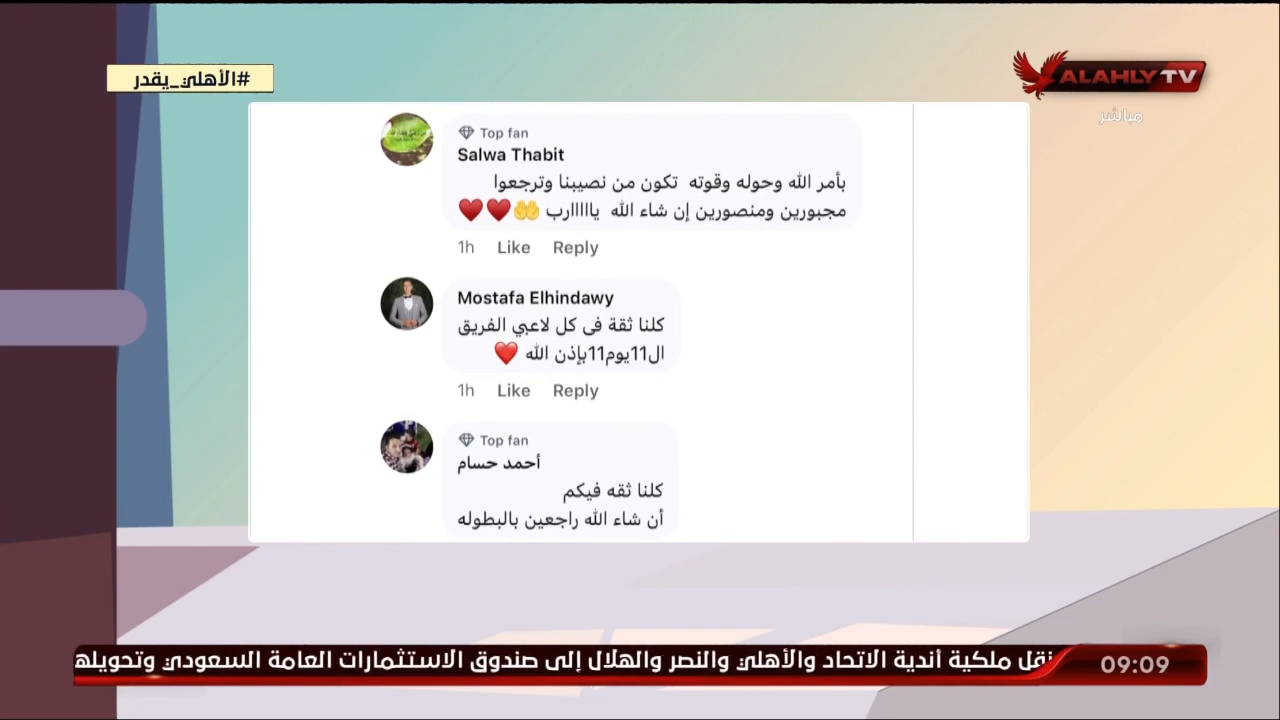 #الأهلي_يقدر
ALAHLY TV
مباشر
Top fan
Salwa Thabit
بأمر الله وحوله وقوته تكون من نصيبنا وترجعوا
مجبورين ومنصورين إن شاء الله ياااااارب 🤲❤️❤️
1h Like Reply
Mostafa Elhindawy
كلنا ثقة فى كل لاعبي الفريق
ال11يوم11بإذن الله ❤️
1h Like Reply
Top fan
أحمد حسام
كلنا ثقه فيكم
أن شاء الله راجعين بالبطوله
نقل ملكية أندية الاتحاد والأهلي والنصر والهلال إلى صندوق الاستثمارات العامة السعودي وتحويله
09:09